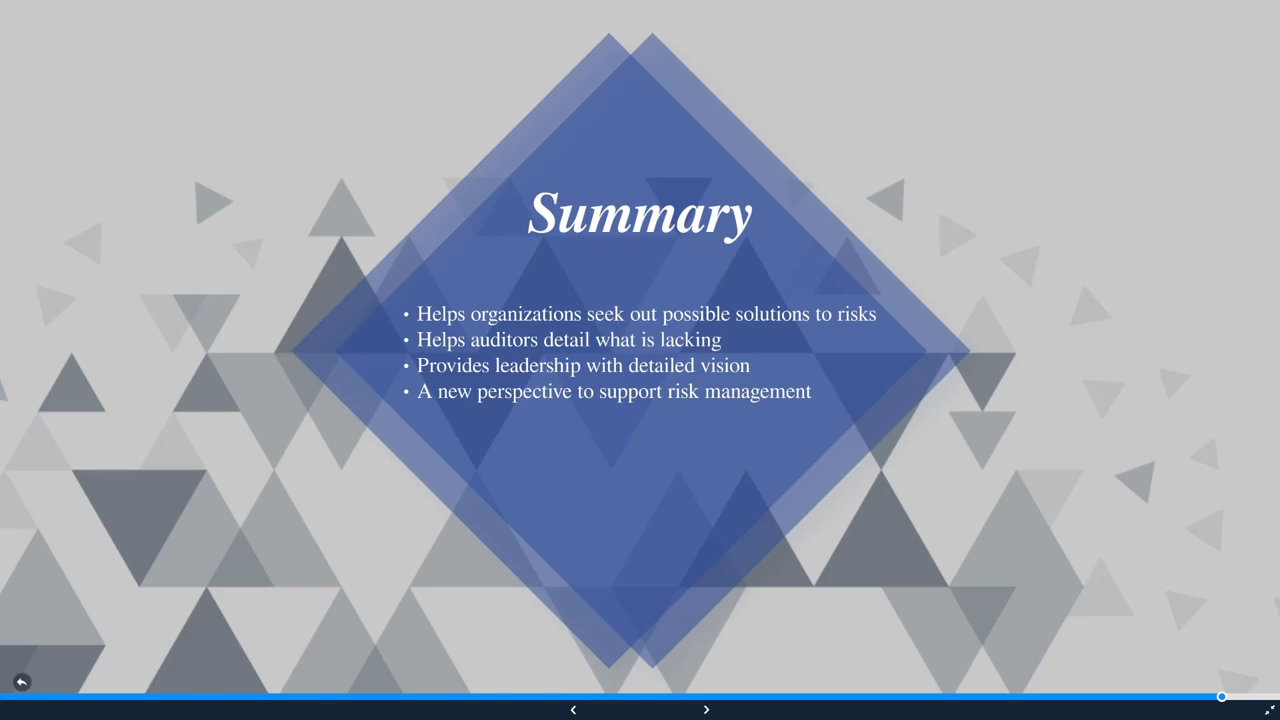 Summary
• Helps organizations seek out possible solutions to risks
• Helps auditors detail what is lacking
• Provides leadership with detailed vision
• A new perspective to support risk management